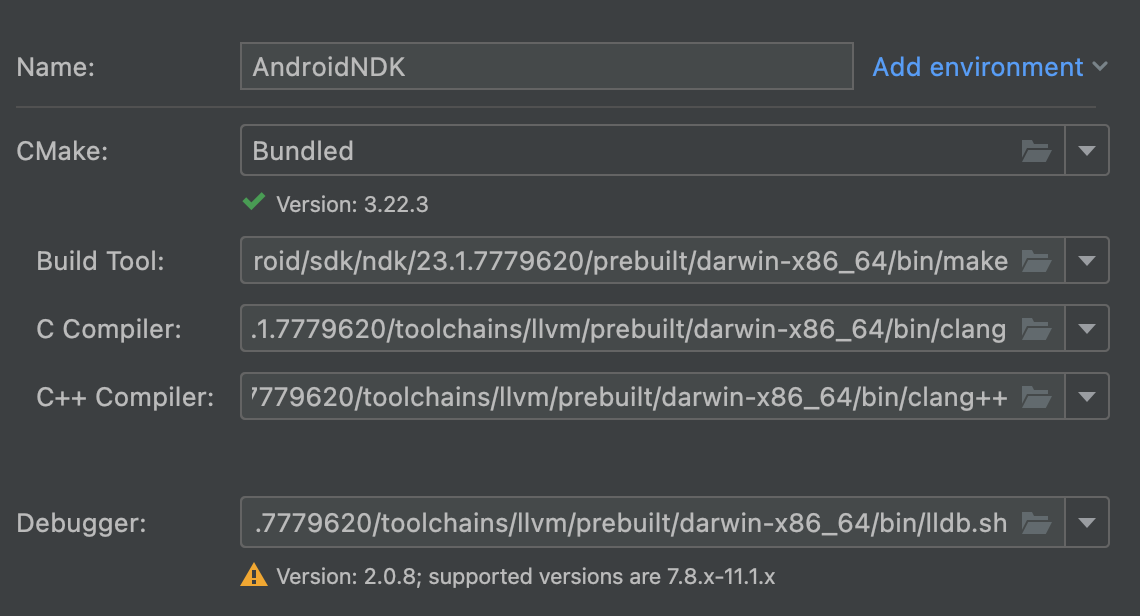 Name: AndroidNDK Add environment
CMake: Bundled
Version: 3.22.3
Build Tool: roid/sdk/ndk/23.1.7779620/prebuilt/darwin-x86_64/bin/make
C Compiler: .1.7779620/toolchains/llvm/prebuilt/darwin-x86_64/bin/clang
C++ Compiler: 7779620/toolchains/llvm/prebuilt/darwin-x86_64/bin/clang++
Debugger: .7779620/toolchains/llvm/prebuilt/darwin-x86_64/bin/lldb.sh
Version: 2.0.8; supported versions are 7.8.x-11.1.x